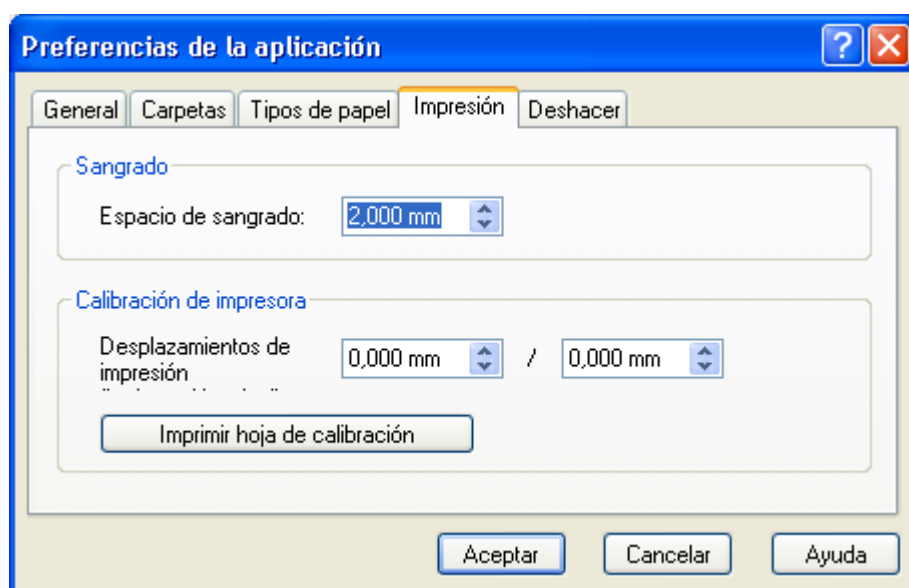 Preferencias de la aplicación
General Carpetas Tipos de papel Impresión Deshacer
Sangrado
Espacio de sangrado: 2,000 mm
Calibración de impresora
Desplazamientos de
impresión
0,000 mm / 0,000 mm
Imprimir hoja de calibración
Aceptar Cancelar Ayuda